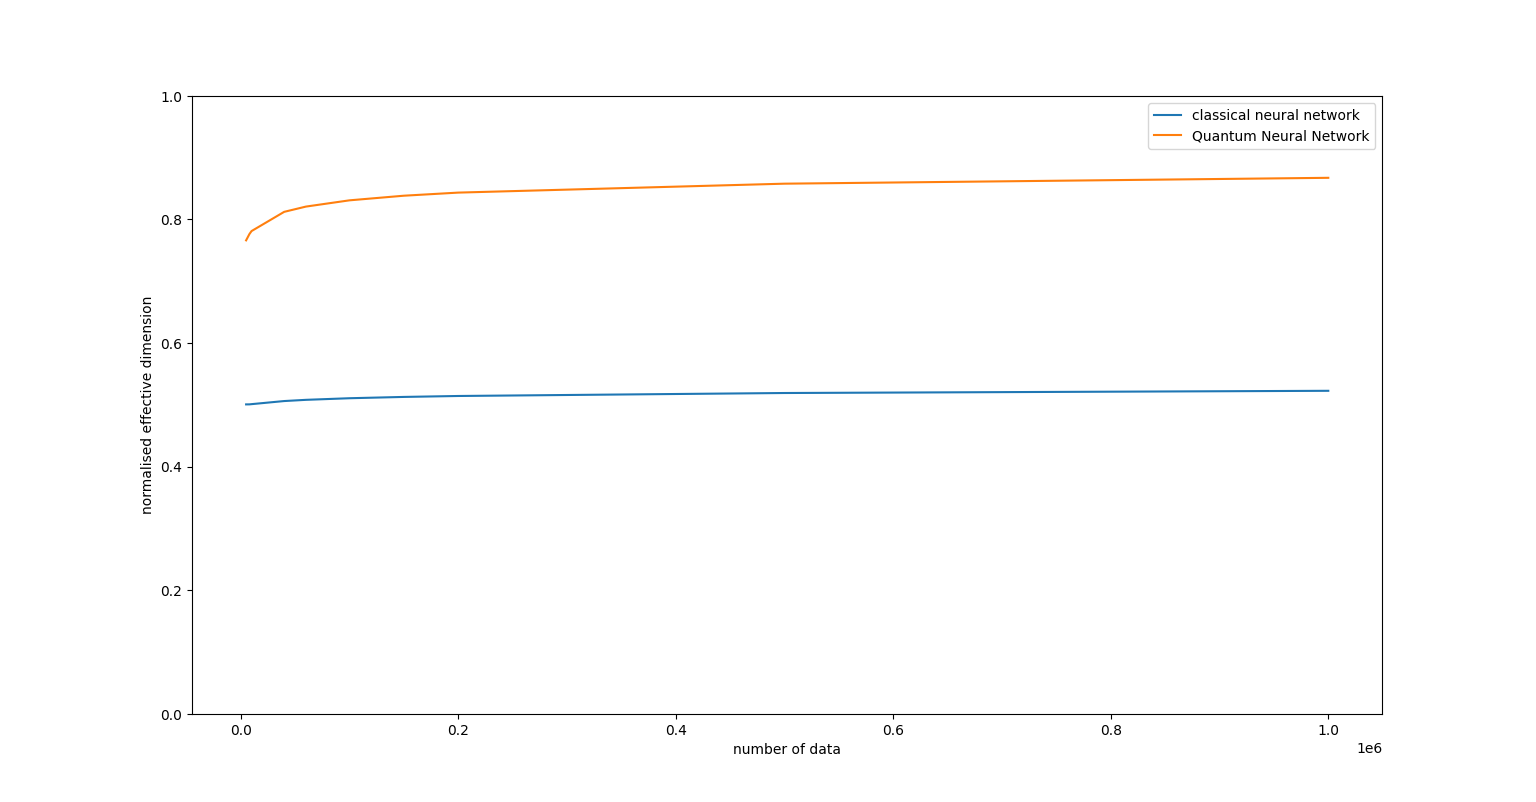 classical neural network
Quantum Neural Network
normalised effective dimension
1.0
0.8
0.6
0.4
0.2
0.0
0.0 0.2 0.4 0.6 0.8 1.0
1e6
number of data